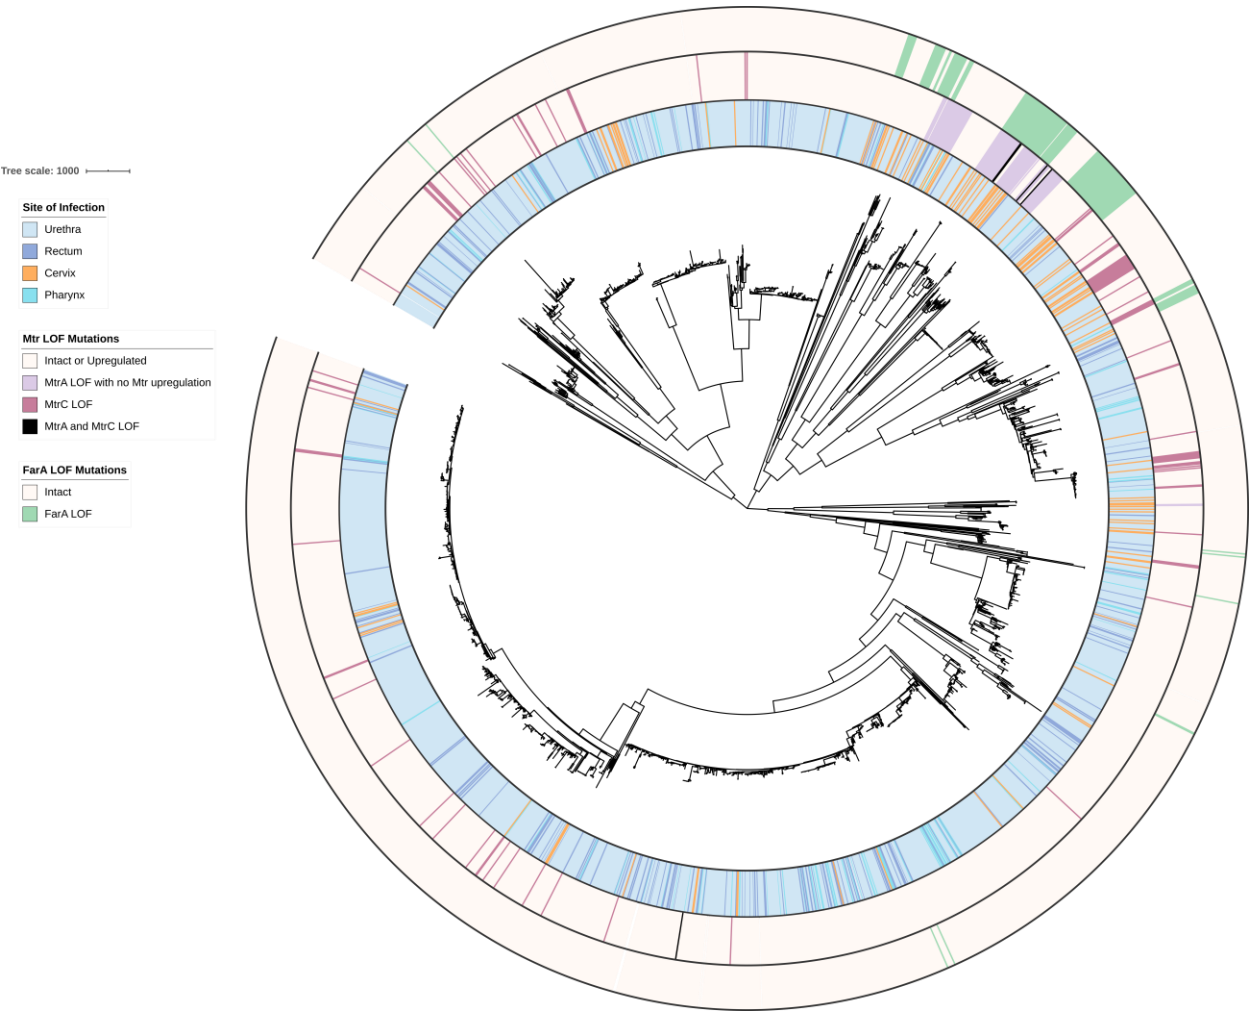 Tree scale: 1000
Site of Infection
Urethra
Rectum
Cervix
Pharynx
Mtr LOF Mutations
Intact or Upregulated
MtrA LOF with no Mtr upregulation
MtrC LOF
MtrA and MtrC LOF
FarA LOF Mutations
Intact
FarA LOF